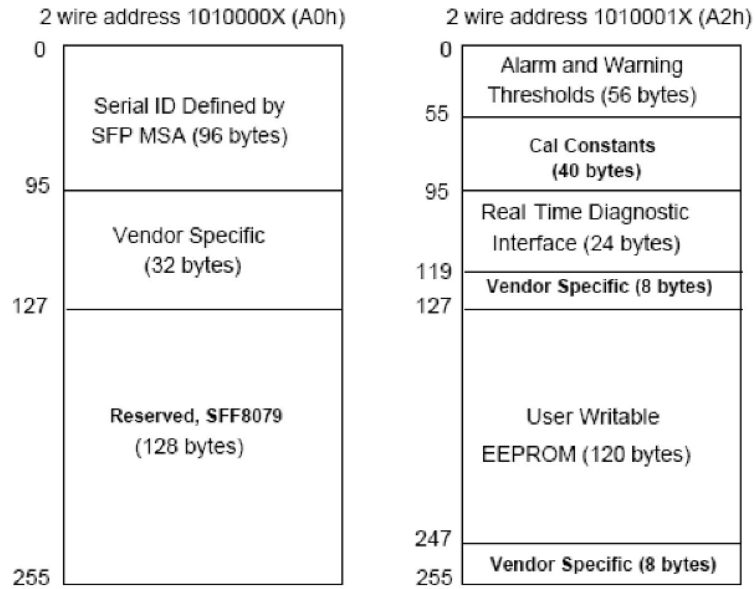 2 wire address 1010000X (A0h)
0
Serial ID Defined by
SFP MSA (96 bytes)
95
Vendor Specific
(32 bytes)
127
Reserved, SFF8079
(128 bytes)
255
2 wire address 1010001X (A2h)
0
Alarm and Warning
Thresholds (56 bytes)
55
Cal Constants
(40 bytes)
95
Real Time Diagnostic
Interface (24 bytes)
119
Vendor Specific (8 bytes)
127
User Writable
EEPROM (120 bytes)
247
Vendor Specific (8 bytes)
255